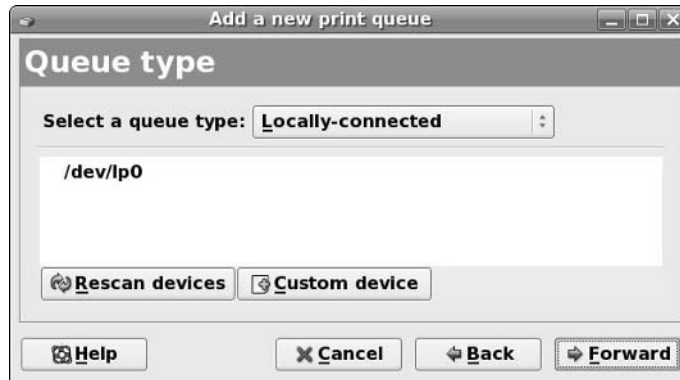 Add a new print queue
Queue type
Select a queue type: Locally-connected
/dev/lp0
Rescan devices Custom device
Help Cancel Back Forward